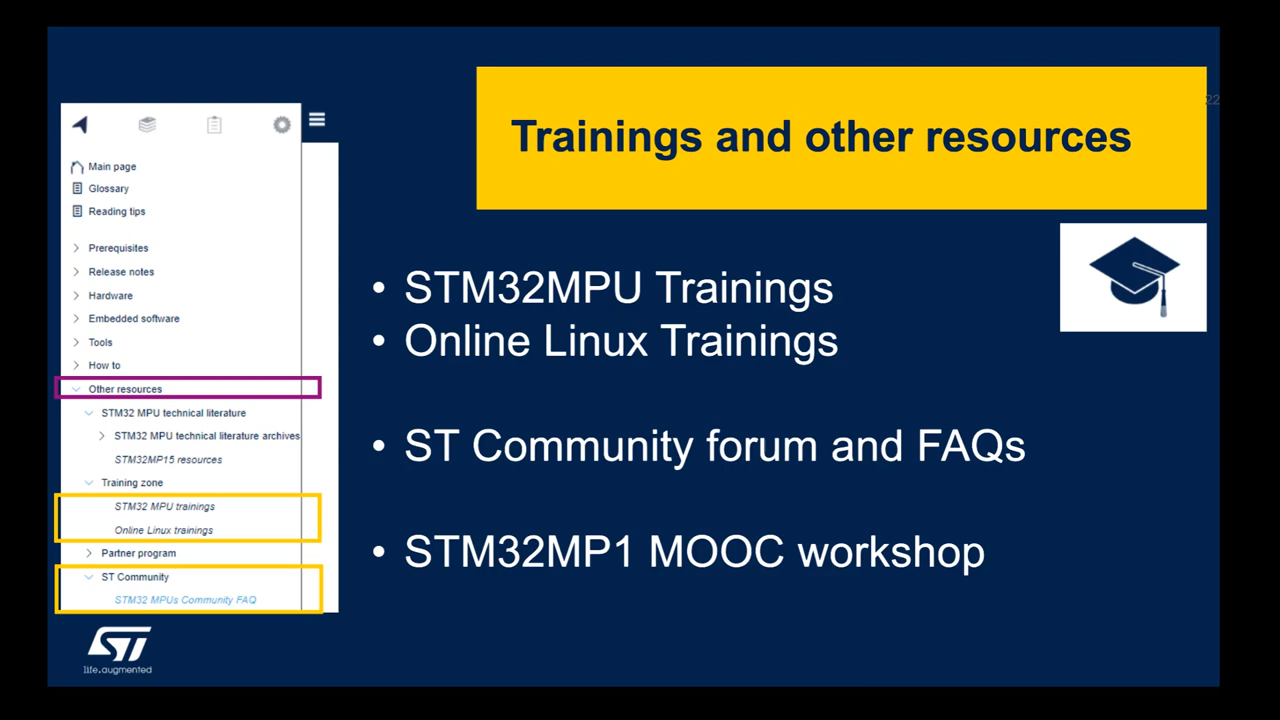 22
Trainings and other resources
Main page
Glossary
Reading tips
Prerequisites
Release notes
Hardware
Embedded software
Tools
How to
Other resources
STM32 MPU technical literature
STM32 MPU technical literature archives
STM32MP15 resources
Training zone
STM32 MPU trainings
Online Linux trainings
Partner program
ST Community
STM32 MPUs Community FAQ
• STM32MPU Trainings
• Online Linux Trainings
• ST Community forum and FAQs
• STM32MP1 MOOC workshop
ST
life.augmented